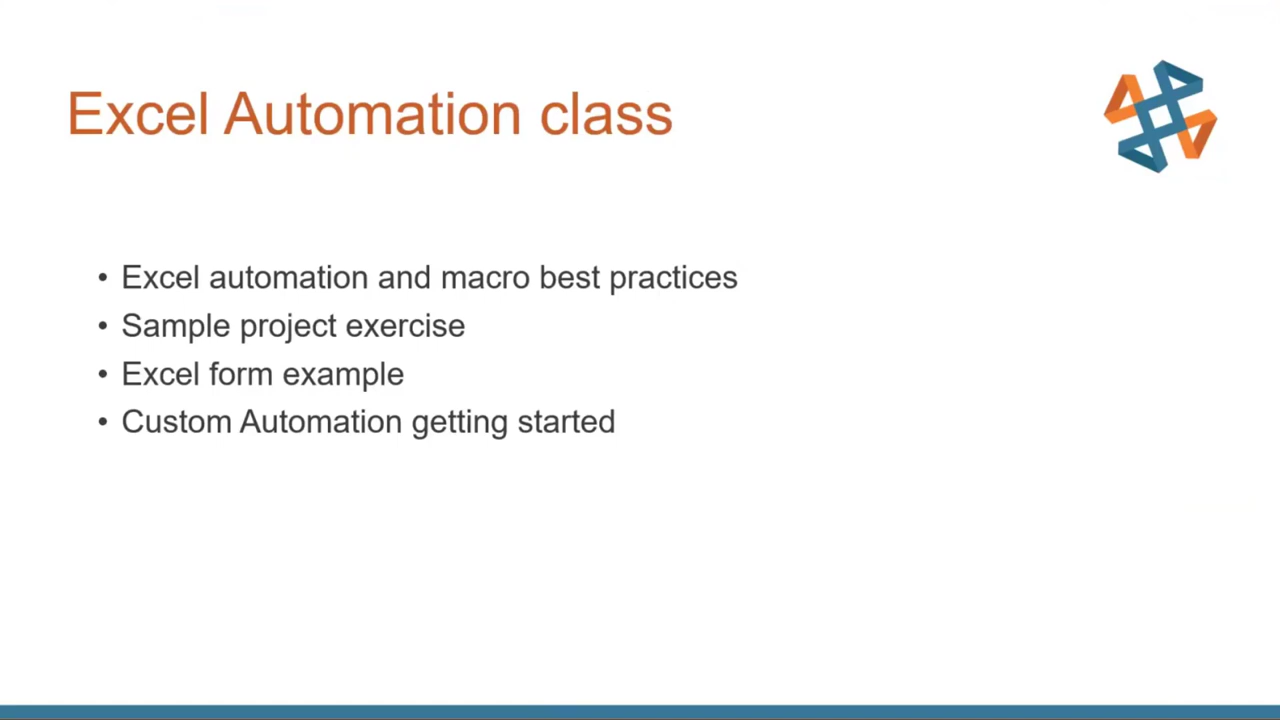 Excel Automation class
• Excel automation and macro best practices
• Sample project exercise
• Excel form example
• Custom Automation getting started